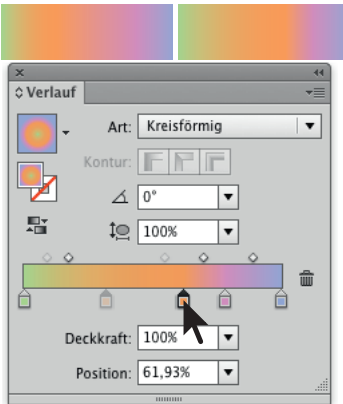 Verlauf
Art: Kreisförmig
Kontur:
0°
100%
Deckkraft: 100%
Position: 61,93%